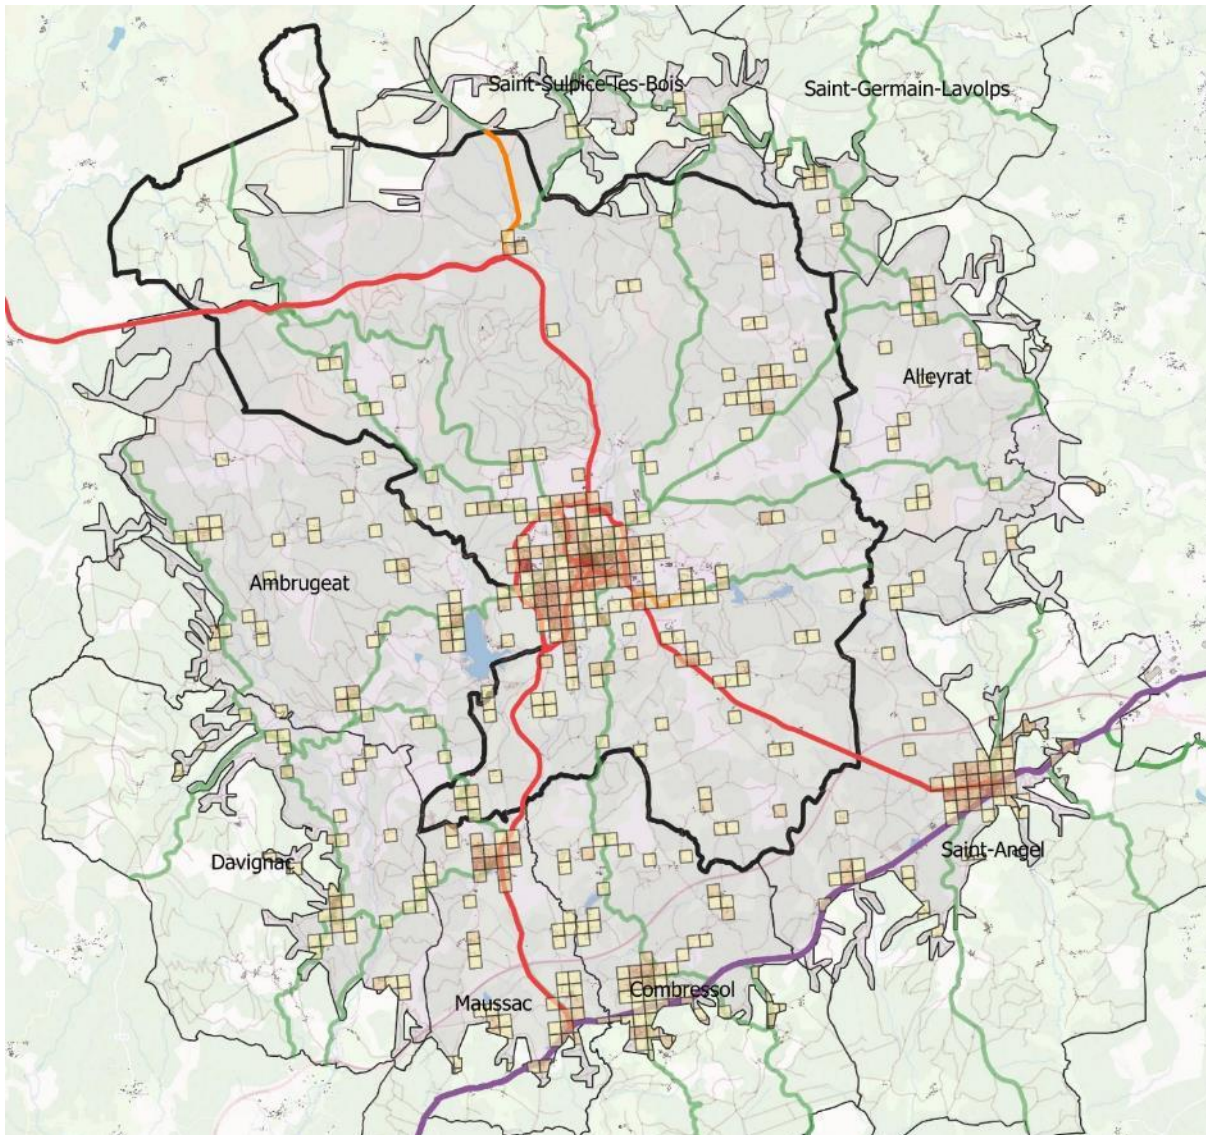 Saint-Sulpice-les-Bois
Saint-Germain-Lavolps
Alleyrat
Ambrugeat
Saint-Angel
Davignac
Combressol
Maussac